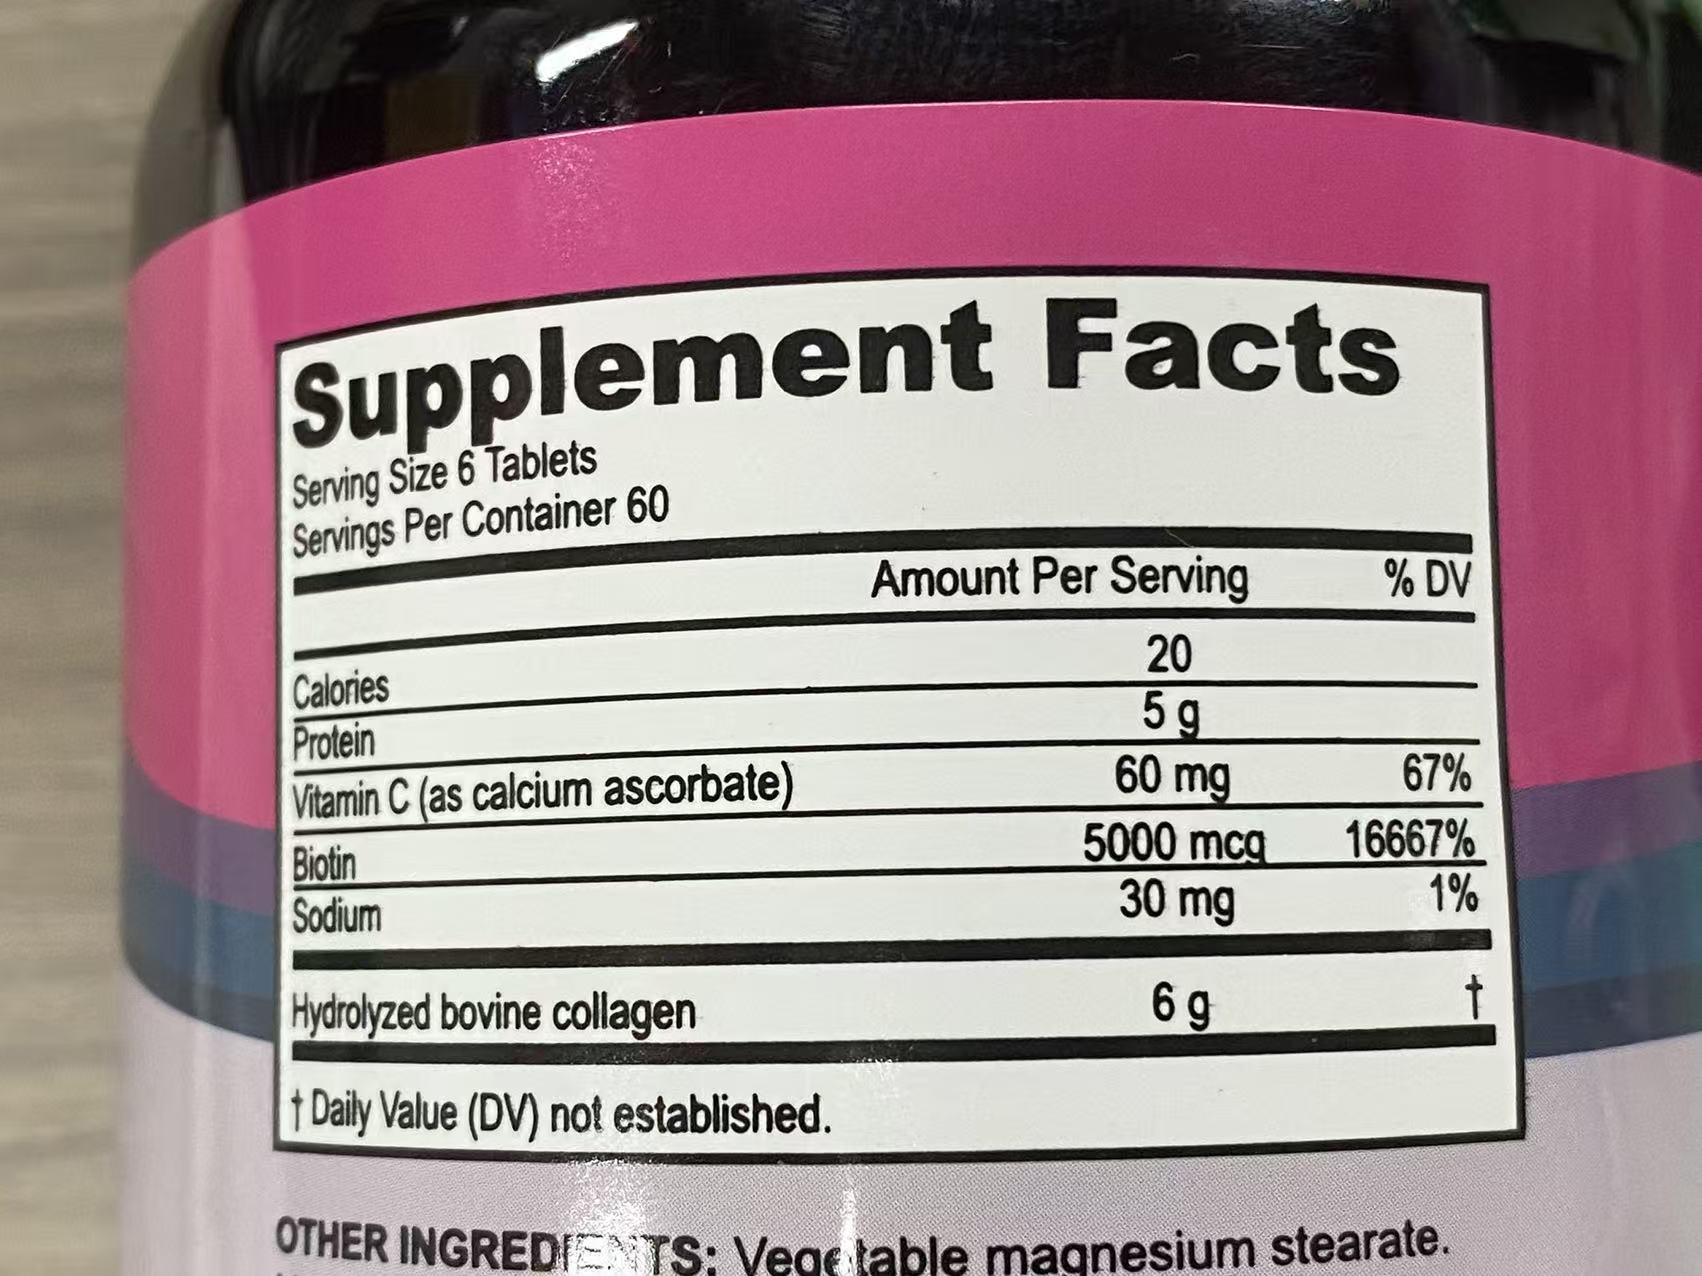 Supplement Facts
Serving Size 6 Tablets
Servings Per Container 60
Amount Per Serving % DV
Calories 20
Protein 5 g
Vitamin C (as calcium ascorbate) 60 mg 67%
Biotin 5000 mcg 16667%
Sodium 30 mg 1%
Hydrolyzed bovine collagen 6 g †
† Daily Value (DV) not established.
OTHER INGREDIENTS: Vegetable magnesium stearate.